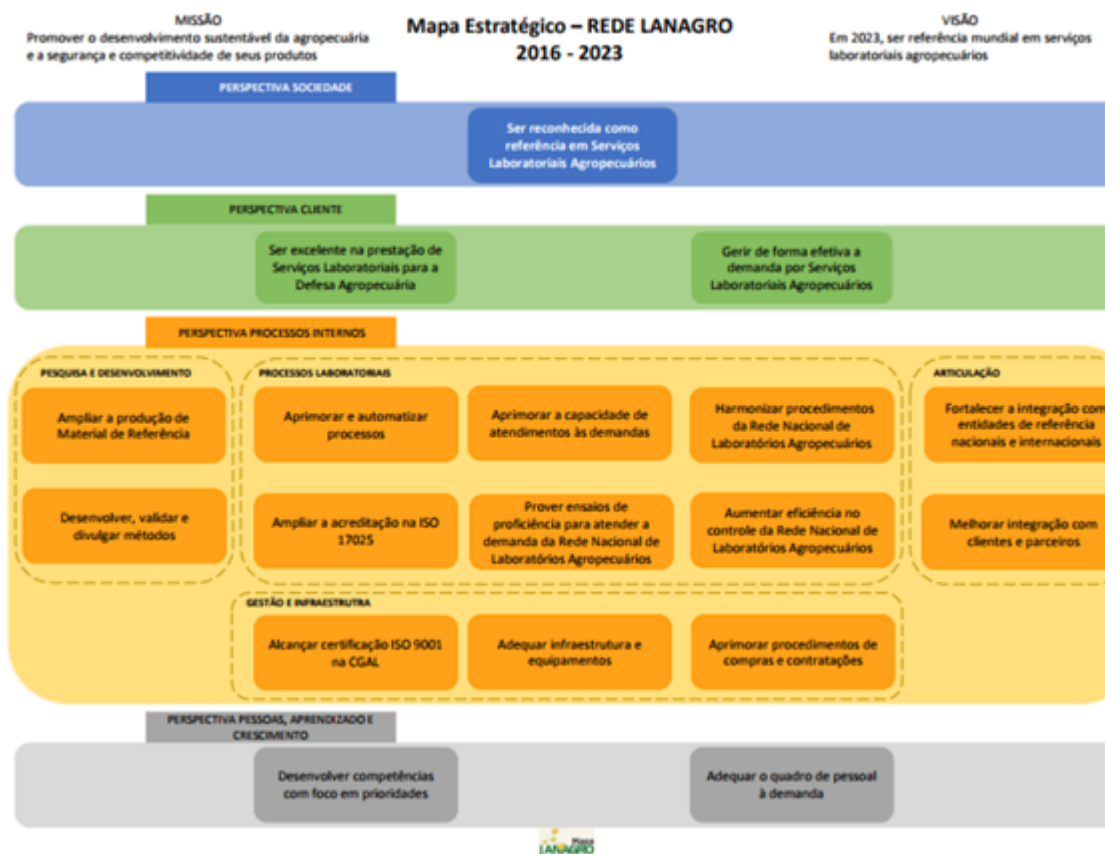 MISSÃO
Promover o desenvolvimento sustentável da agropecuária
e a segurança e competitividade de seus produtos
Mapa Estratégico – REDE LANAGRO
2016 - 2023
VISÃO
Em 2023, ser referência mundial em serviços
laboratoriais agropecuários
PERSPECTIVA SOCIEDADE
Ser reconhecida como
referência em Serviços
Laboratoriais Agropecuários
PERSPECTIVA CLIENTE
Ser excelente na prestação de
Serviços Laboratoriais para a
Defesa Agropecuária
Gerir de forma efetiva a
demanda por Serviços
Laboratoriais Agropecuários
PERSPECTIVA PROCESSOS INTERNOS
PESQUISA E DESENVOLVIMENTO
Ampliar a produção de
Material de Referência
Desenvolver, validar e
divulgar métodos
PROCESSOS LABORATORIAIS
Aprimorar e automatizar
processos
Aprimorar a capacidade de
atendimentos às demandas
Harmonizar procedimentos
da Rede Nacional de
Laboratórios Agropecuários
Ampliar a acreditação na ISO
17025
Prover ensaios de
proficiência para atender a
demanda da Rede Nacional de
Laboratórios Agropecuários
Aumentar eficiência no
controle da Rede Nacional de
Laboratórios Agropecuários
ARTICULAÇÃO
Fortalecer a integração com
entidades de referência
nacionais e internacionais
Melhorar integração com
clientes e parceiros
GESTÃO E INFRAESTRUTRA
Alcançar certificação ISO 9001
na CGAL
Adequar infraestrutura e
equipamentos
Aprimorar procedimentos de
compras e contratações
PERSPECTIVA PESSOAS, APRENDIZADO E
CRESCIMENTO
Desenvolver competências
com foco em prioridades
Adequar o quadro de pessoal
à demanda
LANAGRO